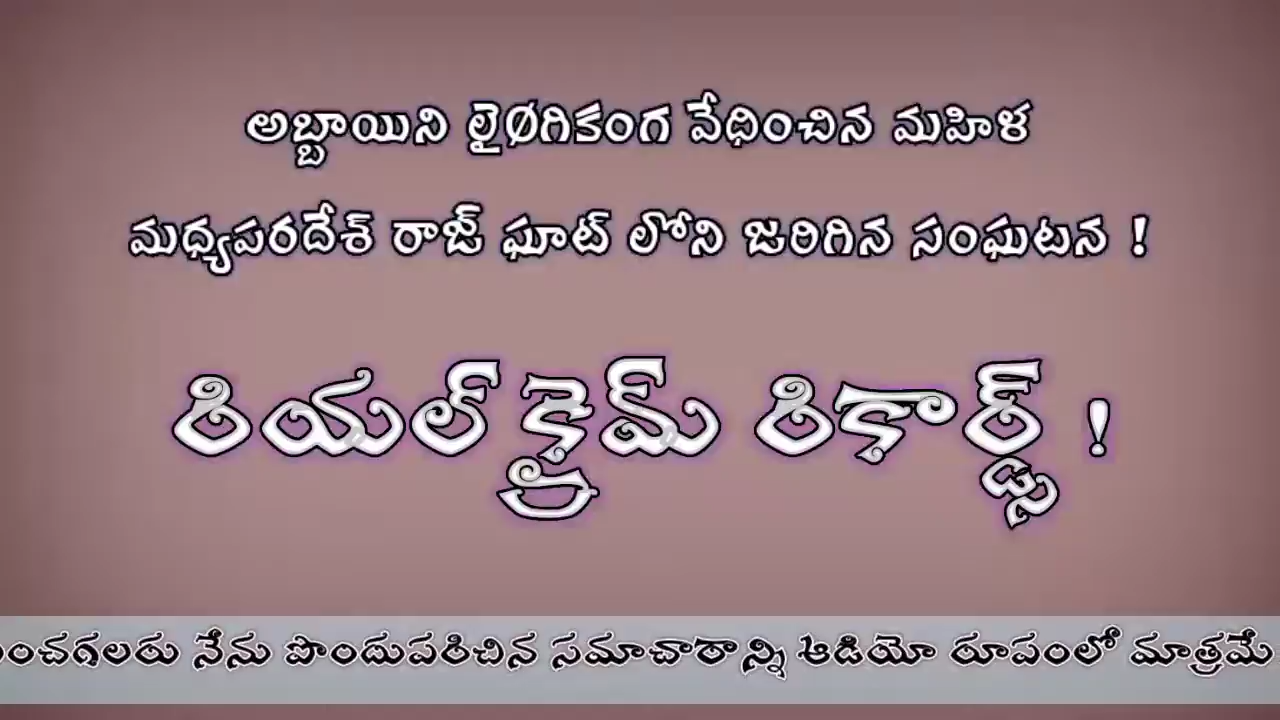 అబ్బాయిని లైంగికంగ వేధించిన మహిళ
మధ్యపరదేశ్ రాజ్ ఘాట్ లోని జరిగిన సంఘటన !
రియల్ క్రైమ్ రికార్డ్స్ !
ంచగలరు నేను పొందుపరిచిన సమాచారాన్ని ఆడియో రూపంలో మాత్రమే